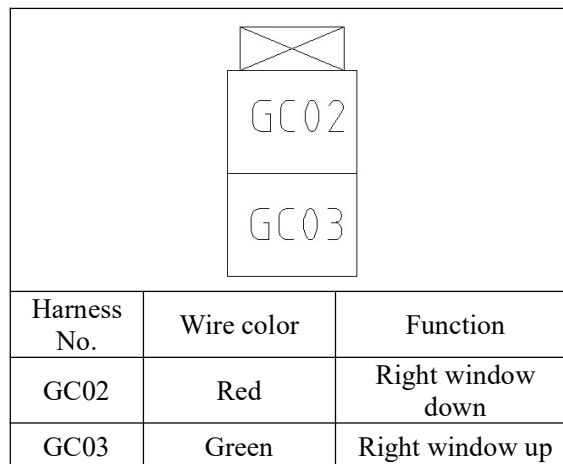 GC02
GC03
Harness No. Wire color Function
GC02 Red Right window down
GC03 Green Right window up